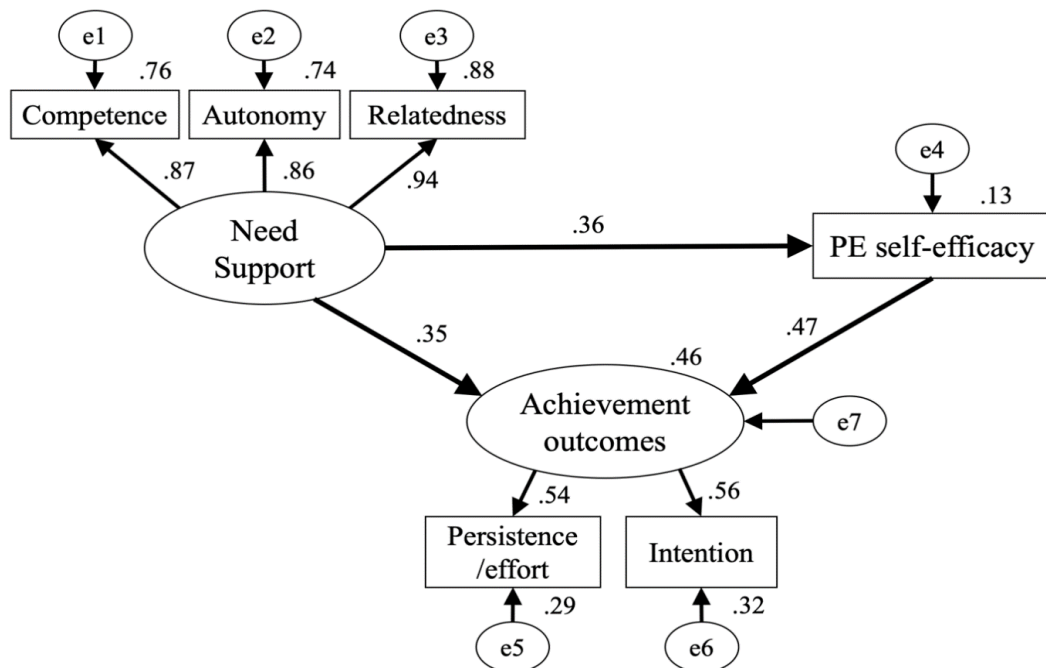 e1
e2
e3
.76
.74
.88
Competence
Autonomy
Relatedness
.87
.86
.94
e4
.13
Need
Support
.36
PE self-efficacy
.35
.47
.46
Achievement
outcomes
e7
.54
.56
Persistence
/effort
Intention
.29
.32
e5
e6